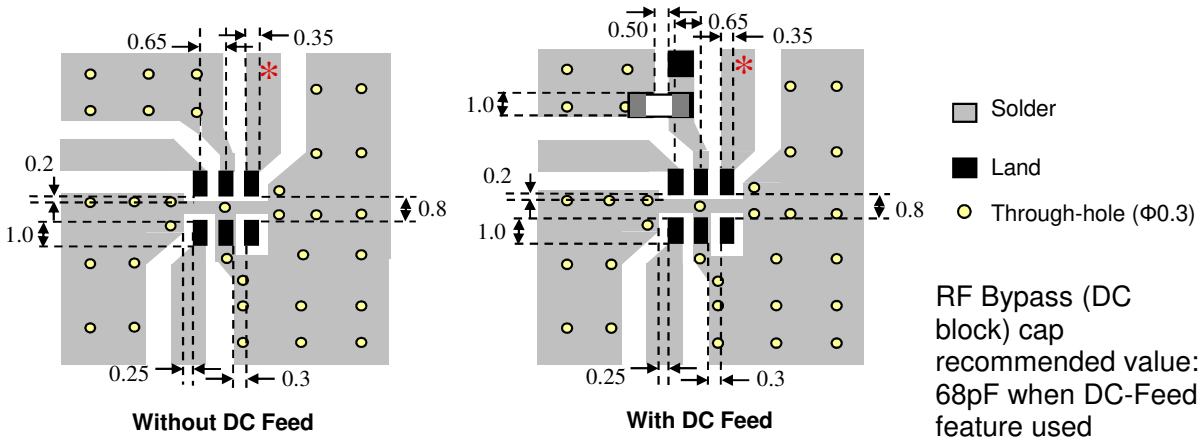 0.65
0.35
*
0.2
1.0
0.8
0.25
0.3
Without DC Feed
0.50
0.65
0.35
*
1.0
0.2
1.0
0.8
0.25
0.3
With DC Feed
Solder
Land
Through-hole (Φ0.3)
RF Bypass (DC
block) cap
recommended value:
68pF when DC-Feed
feature used